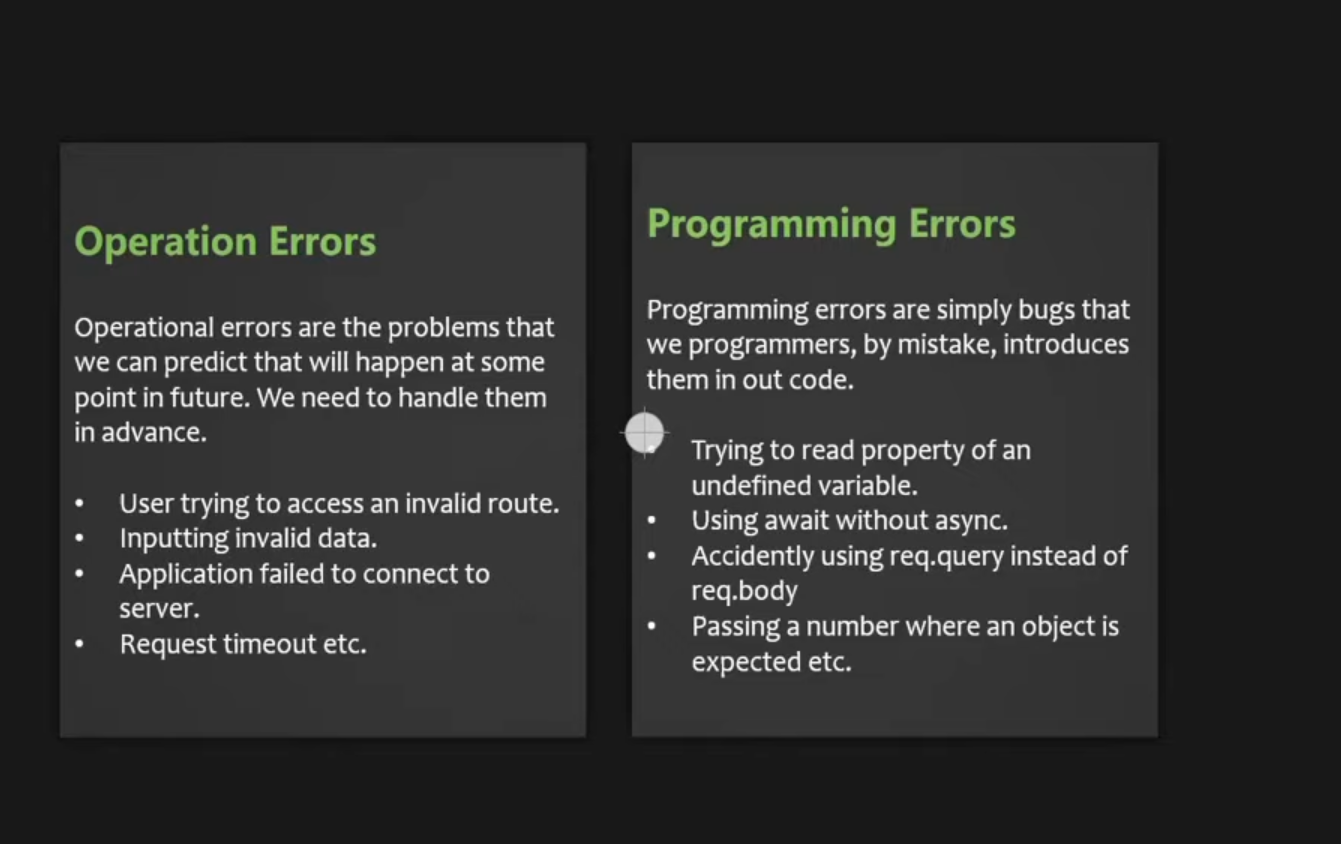 Operation Errors
Operational errors are the problems that
we can predict that will happen at some
point in future. We need to handle them
in advance.
• User trying to access an invalid route.
• Inputting invalid data.
• Application failed to connect to
server.
• Request timeout etc.
Programming Errors
Programming errors are simply bugs that
we programmers, by mistake, introduces
them in out code.
• Trying to read property of an
undefined variable.
• Using await without async.
• Accidently using req.query instead of
req.body
• Passing a number where an object is
expected etc.